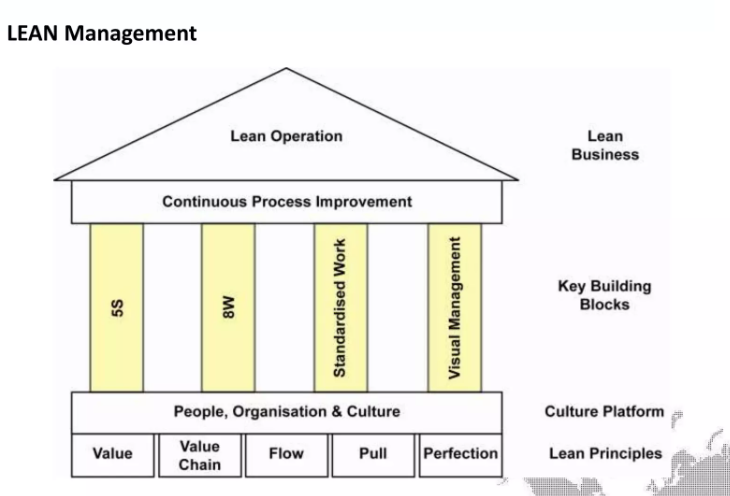 LEAN Management
Lean Operation
Lean
Business
Continuous Process Improvement
5S
8W
Standardised Work
Visual Management
Key Building
Blocks
People, Organisation & Culture
Culture Platform
Value
Value
Chain
Flow
Pull
Perfection
Lean Principles